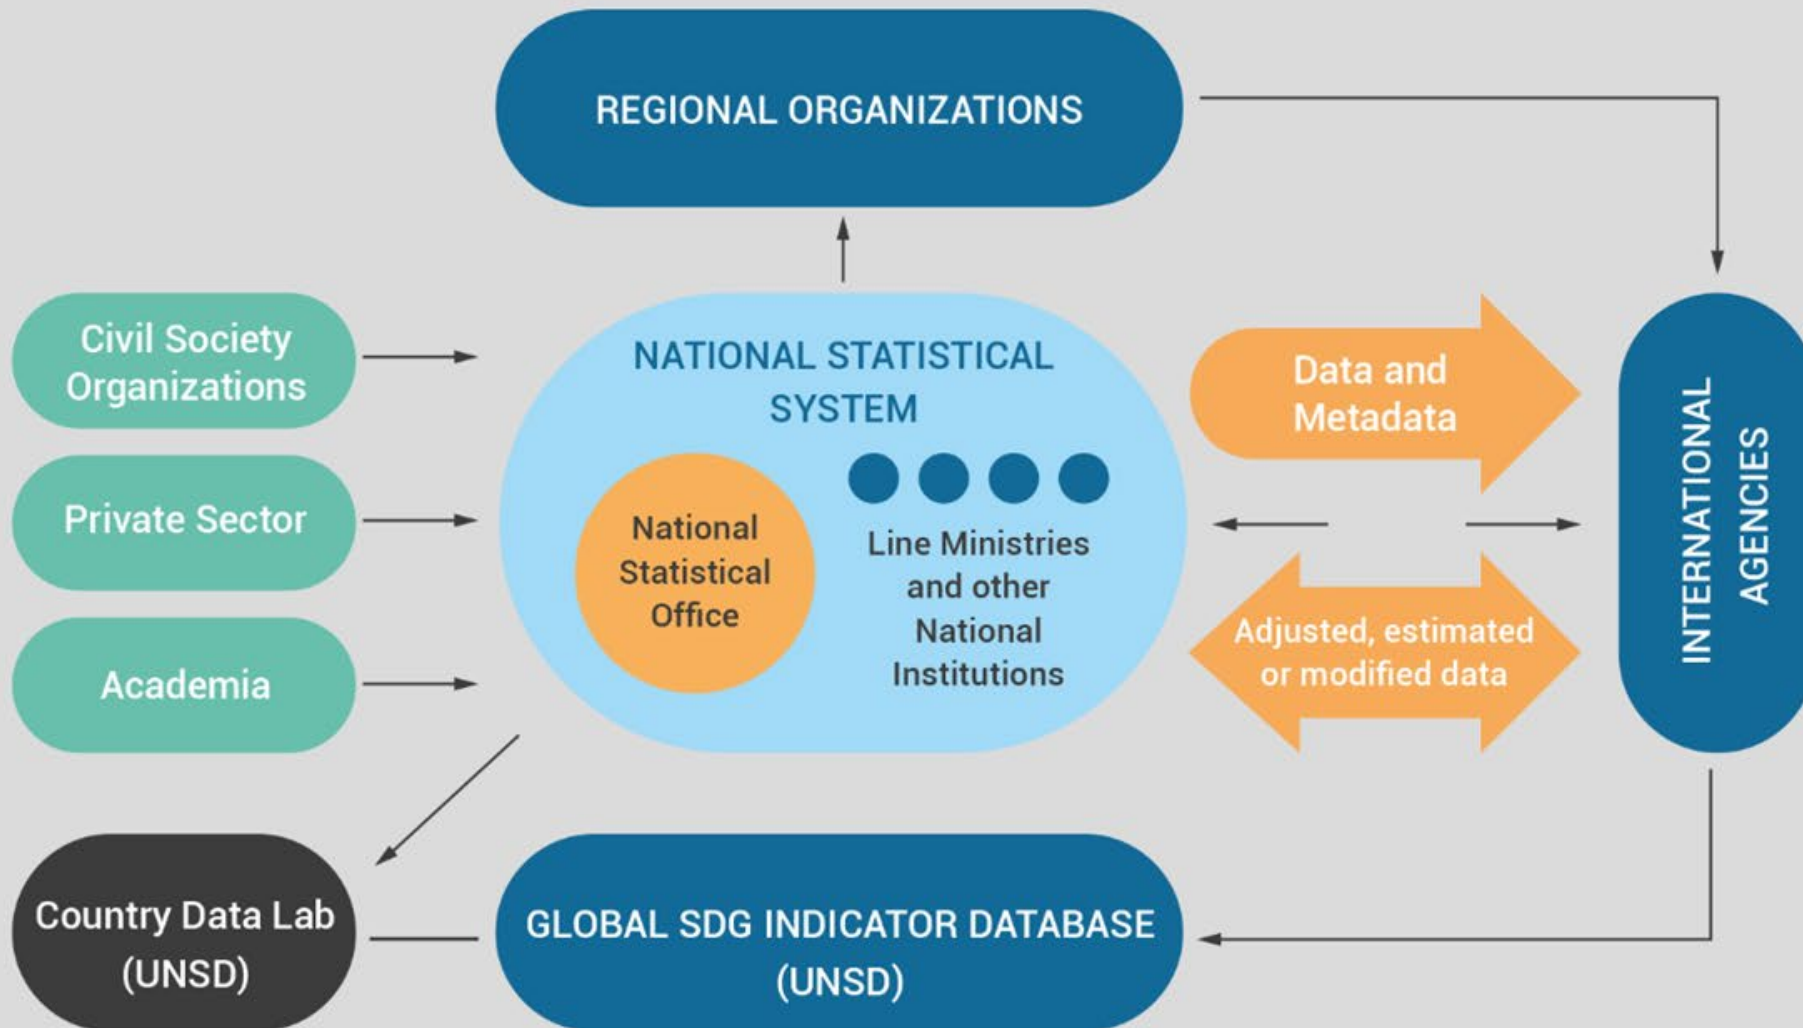 REGIONAL ORGANIZATIONS
Civil Society
Organizations
Private Sector
Academia
NATIONAL STATISTICAL
SYSTEM
National
Statistical
Office
Line Ministries
and other
National
Institutions
Data and
Metadata
Adjusted, estimated
or modified data
INTERNATIONAL
AGENCIES
Country Data Lab
(UNSD)
GLOBAL SDG INDICATOR DATABASE
(UNSD)